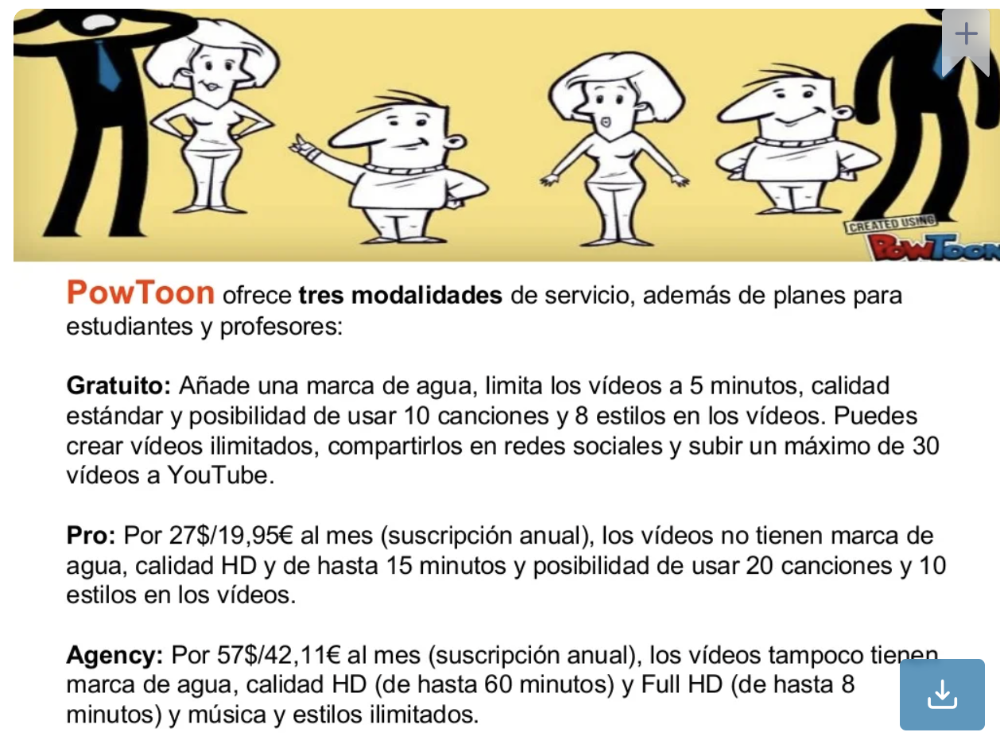 CREATED USING
POWTOON
PowToon ofrece tres modalidades de servicio, además de planes para
estudiantes y profesores:
Gratuito: Añade una marca de agua, limita los vídeos a 5 minutos, calidad
estándar y posibilidad de usar 10 canciones y 8 estilos en los vídeos. Puedes
crear vídeos ilimitados, compartirlos en redes sociales y subir un máximo de 30
vídeos a YouTube.
Pro: Por 27$/19,95€ al mes (suscripción anual), los vídeos no tienen marca de
agua, calidad HD y de hasta 15 minutos y posibilidad de usar 20 canciones y 10
estilos en los vídeos.
Agency: Por 57$/42,11€ al mes (suscripción anual), los vídeos tampoco tienen
marca de agua, calidad HD (de hasta 60 minutos) y Full HD (de hasta 8
minutos) y música y estilos ilimitados.